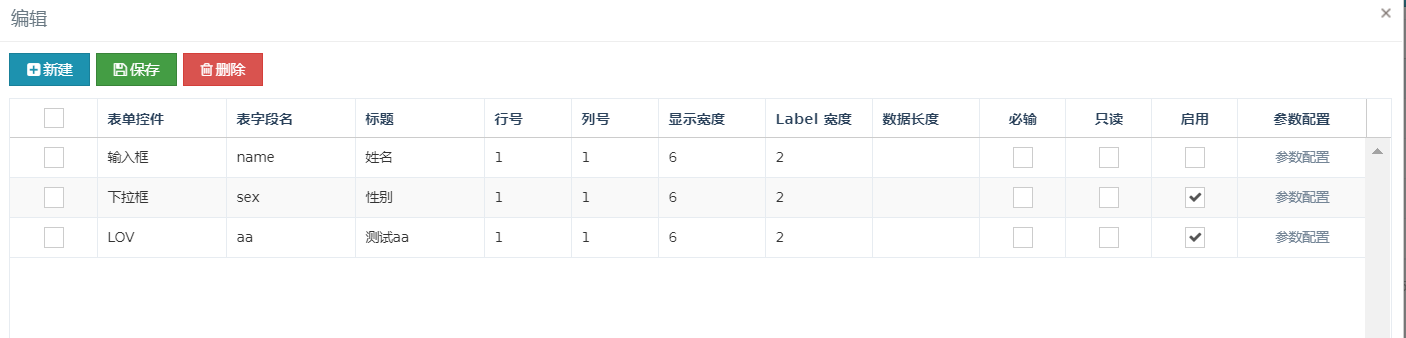 编辑
新建 保存 删除
表单控件 表字段名 标题 行号 列号 显示宽度 Label 宽度 数据长度 必输 只读 启用 参数配置
输入框 name 姓名 1 1 6 2 参数配置
下拉框 sex 性别 1 1 6 2 参数配置
LOV aa 测试aa 1 1 6 2 参数配置